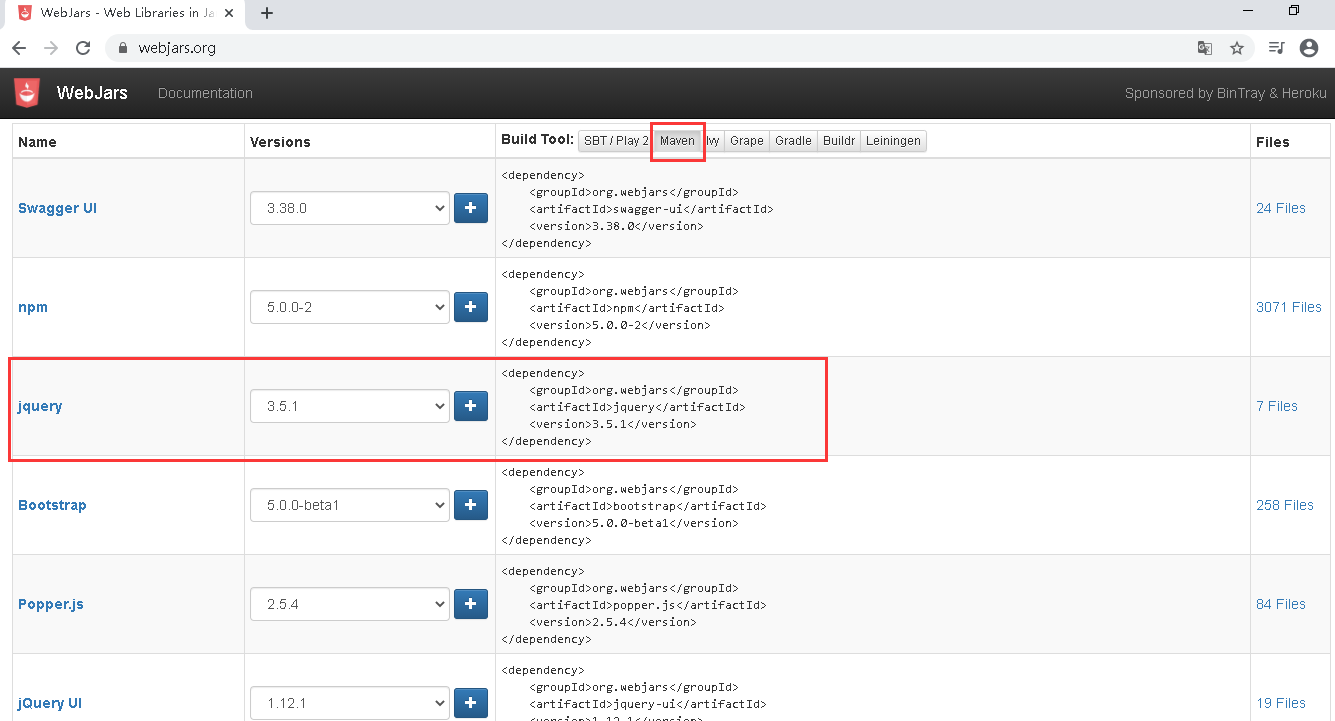 WebJars - Web Libraries in Ja
webjars.org
WebJars Documentation Sponsored by BinTray & Heroku
Name Versions Build Tool: SBT / Play 2 Maven Ivy Grape Gradle Buildr Leiningen Files
<dependency>
<groupId>org.webjars</groupId>
Swagger UI 3.38.0 + <artifactId>swagger-ui</artifactId> 24 Files
<version>3.38.0</version>
</dependency>
<dependency>
<groupId>org.webjars</groupId>
npm 5.0.0-2 + <artifactId>npm</artifactId> 3071 Files
<version>5.0.0-2</version>
</dependency>
<dependency>
<groupId>org.webjars</groupId>
jquery 3.5.1 + <artifactId>jquery</artifactId> 7 Files
<version>3.5.1</version>
</dependency>
<dependency>
<groupId>org.webjars</groupId>
Bootstrap 5.0.0-beta1 + <artifactId>bootstrap</artifactId> 258 Files
<version>5.0.0-beta1</version>
</dependency>
<dependency>
<groupId>org.webjars</groupId>
Popper.js 2.5.4 + <artifactId>popper.js</artifactId> 84 Files
<version>2.5.4</version>
</dependency>
<dependency>
<groupId>org.webjars</groupId>
jQuery UI 1.12.1 + <artifactId>jquery-ui</artifactId> 19 Files
<version>1.12.1</version>